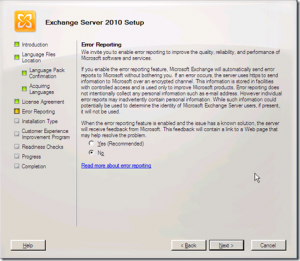 Exchange Server 2010 Setup
Introduction
Language Files
Location
Language Pack
Confirmation
Acquiring
Languages
License Agreement
Error Reporting
Installation Type
Customer Experience
Improvement Program
Readiness Checks
Progress
Completion
Error Reporting
We invite you to enable error reporting to improve the quality, reliability, and performance of
Microsoft software and services.
If you enable the error reporting feature, Microsoft Exchange will automatically send error
reports to Microsoft without bothering you. If an error occurs, the server uses https to send
information to Microsoft over an encrypted channel. This information is stored in facilities
with controlled access and is used only to improve Microsoft products. Error reporting does
not intentionally collect any personal information such as e-mail address. However individual
error reports may inadvertently contain personal information. While such information could
potentially be used to determine the identity of Microsoft Exchange Server users, if present,
it will not be used.
When the error reporting feature is enabled and the issue has a known solution, the server
will receive feedback from Microsoft. This feedback will contain a link to a Web page that
may help resolve the problem.
Yes (Recommended)
No
Read more about error reporting
Help
< Back
Next >
Cancel